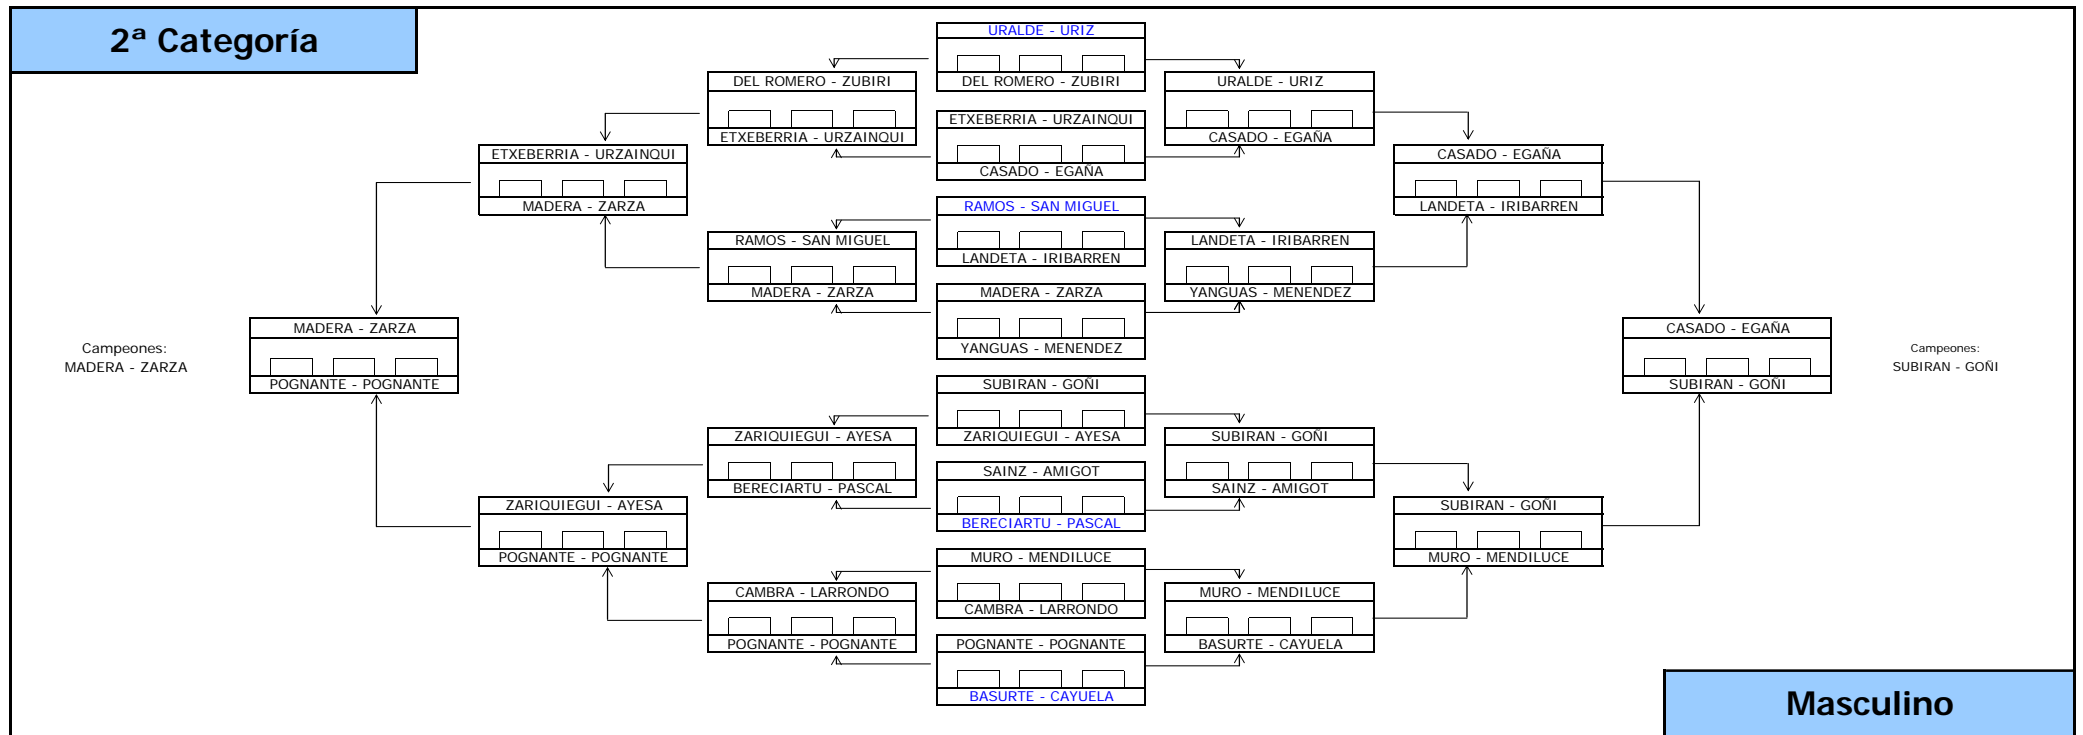 2ª Categoría
URALDE - URIZ
DEL ROMERO - ZUBIRI
DEL ROMERO - ZUBIRI
ETXEBERRIA - URZAINQUI
URALDE - URIZ
CASADO - EGAÑA
ETXEBERRIA - URZAINQUI
CASADO - EGAÑA
ETXEBERRIA - URZAINQUI
MADERA - ZARZA
CASADO - EGAÑA
LANDETA - IRIBARREN
RAMOS - SAN MIGUEL
LANDETA - IRIBARREN
RAMOS - SAN MIGUEL
MADERA - ZARZA
LANDETA - IRIBARREN
YANGUAS - MENENDEZ
MADERA - ZARZA
YANGUAS - MENENDEZ
Campeones:
MADERA - ZARZA
MADERA - ZARZA
POGNANTE - POGNANTE
CASADO - EGAÑA
SUBIRAN - GOÑI
Campeones:
SUBIRAN - GOÑI
SUBIRAN - GOÑI
ZARIQUIEGUI - AYESA
ZARIQUIEGUI - AYESA
BERECIARTU - PASCAL
SUBIRAN - GOÑI
SAINZ - AMIGOT
SAINZ - AMIGOT
BERECIARTU - PASCAL
ZARIQUIEGUI - AYESA
POGNANTE - POGNANTE
SUBIRAN - GOÑI
MURO - MENDILUCE
MURO - MENDILUCE
CAMBRA - LARRONDO
CAMBRA - LARRONDO
POGNANTE - POGNANTE
MURO - MENDILUCE
BASURTE - CAYUELA
POGNANTE - POGNANTE
BASURTE - CAYUELA
Masculino